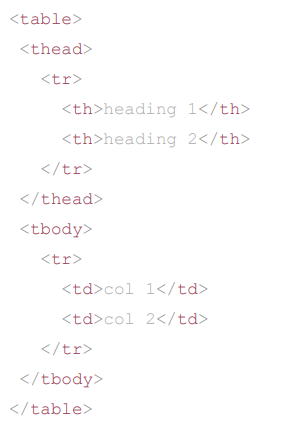 <table>
<thead>
<tr>
<th>heading 1</th>
<th>heading 2</th>
</tr>
</thead>
<tbody>
<tr>
<td>col 1</td>
<td>col 2</td>
</tr>
</tbody>
</table>